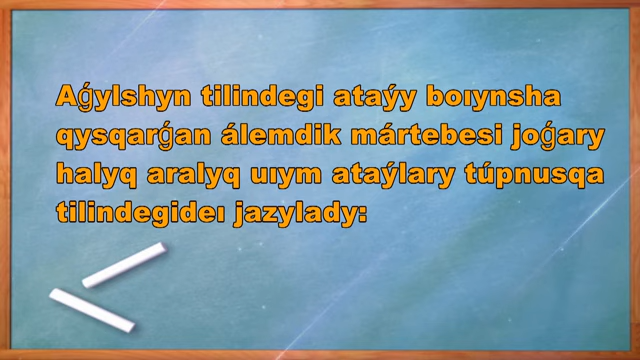 Aǵylshyn tilindegi ataýy boıynsha
qysqarǵan álemdik mártebesi joǵary
halyq aralyq uıym ataýlary túpnusqa
tilindegideı jazylady: